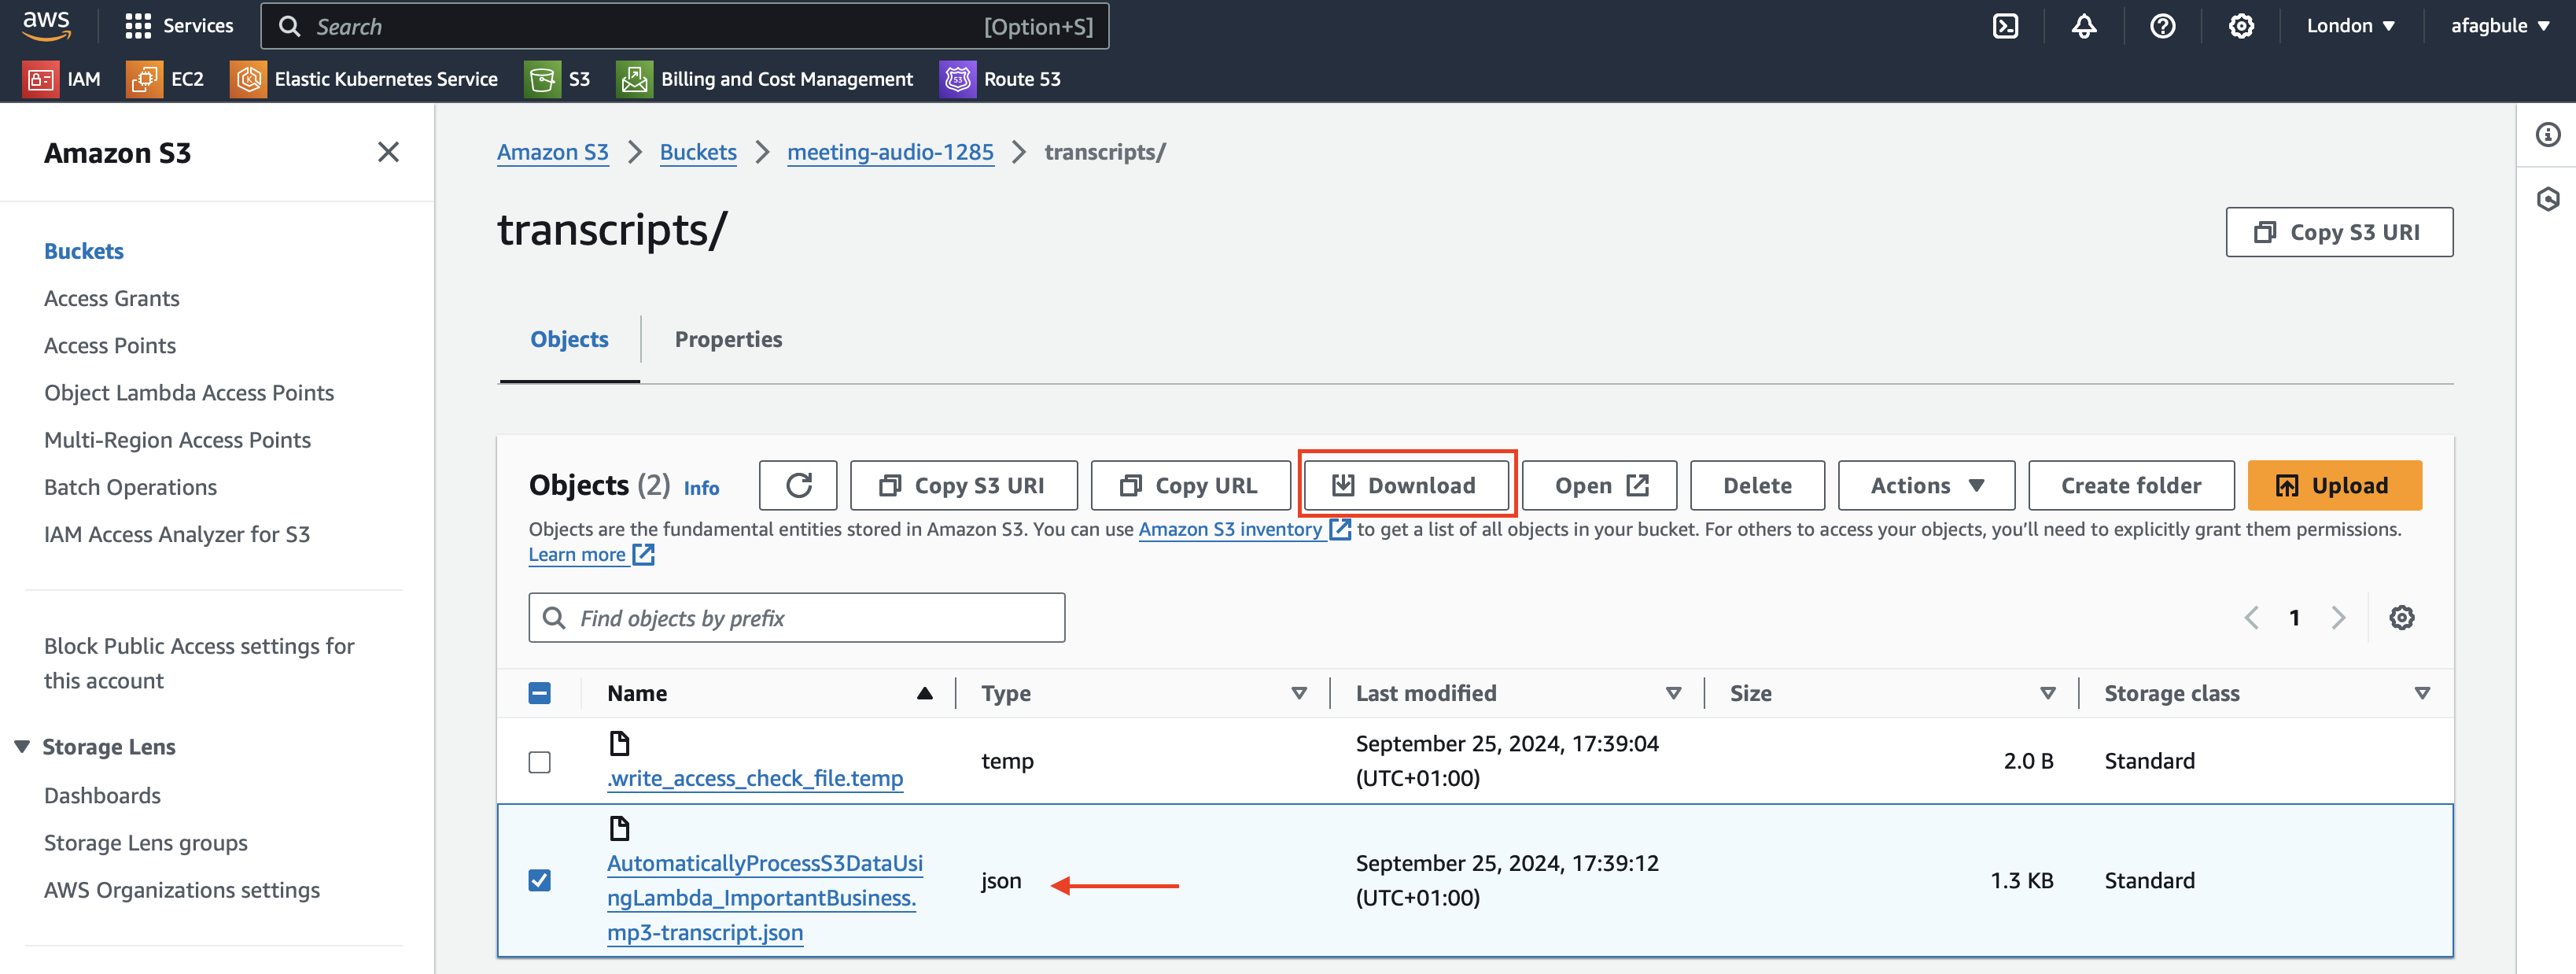 aws
Services
Search [Option+S]
London
afagbule
IAM
EC2
Elastic Kubernetes Service
S3
Billing and Cost Management
53
Route 53
Amazon S3
Buckets
Access Grants
Access Points
Object Lambda Access Points
Multi-Region Access Points
Batch Operations
IAM Access Analyzer for S3
Block Public Access settings for
this account
Storage Lens
Dashboards
Storage Lens groups
AWS Organizations settings
Amazon S3 > Buckets > meeting-audio-1285 > transcripts/
transcripts/
Copy S3 URI
Objects
Properties
Objects (2) Info
Copy S3 URI
Copy URL
Download
Open
Delete
Actions
Create folder
Upload
Objects are the fundamental entities stored in Amazon S3. You can use Amazon S3 inventory to get a list of all objects in your bucket. For others to access your objects, you’ll need to explicitly grant them permissions.
Learn more
Find objects by prefix
1
Name Type Last modified Size Storage class
.write_access_check_file.temp
temp
September 25, 2024, 17:39:04
(UTC+01:00)
2.0 B
Standard
AutomaticallyProcessS3DataUsi
ngLambda_ImportantBusiness.
mp3-transcript.json
json
September 25, 2024, 17:39:12
(UTC+01:00)
1.3 KB
Standard